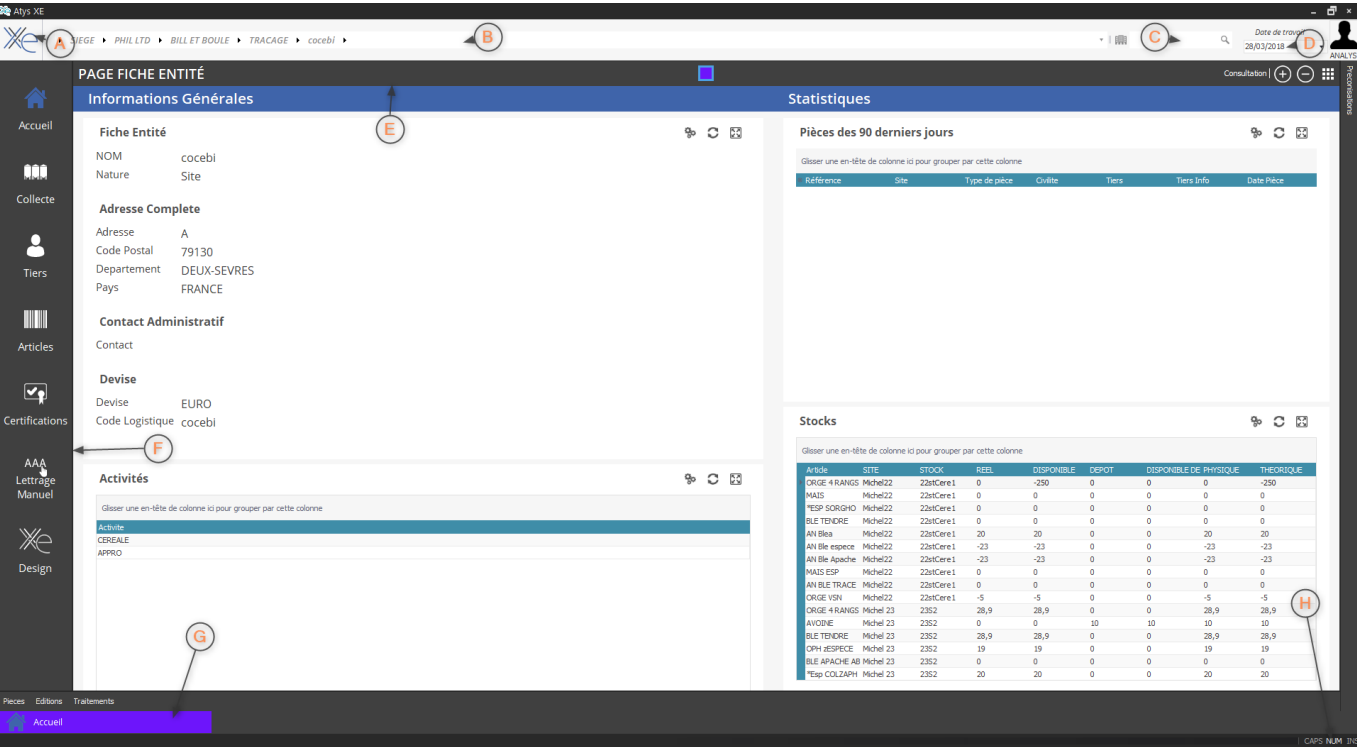 Atys XE
A SIEGE PHIL LTD BILL ET BOULE TRACAGE cocebi B C Date de travail
28/03/2018 D
ANALYS
PAGE FICHE ENTITÉ Consultation
Préconisations
Informations Générales Statistiques
E
Accueil
Collecte
Tiers
Articles
Certifications
F
AAA
Lettrage
Manuel
Xe
Design
Fiche Entité
NOM cocebi
Nature Site
Adresse Complete
Adresse A
Code Postal 79130
Departement DEUX-SEVRES
Pays FRANCE
Contact Administratif
Contact
Devise
Devise EURO
Code Logistique cocebi
Activités
Glisser une en-tête de colonne ici pour grouper par cette colonne
Activite
CEREALE
APPRO
G
Pièces des 90 derniers jours
Glisser une en-tête de colonne ici pour grouper par cette colonne
Référence Site Type de pièce Civilite Tiers Tiers Info Date Pièce
Stocks
Glisser une en-tête de colonne ici pour grouper par cette colonne
Article SITE STOCK REEL DISPONIBLE DEPOT DISPONIBLE DE PHYSIQUE THEORIQUE
ORGE 4 RANGS Michel22 22stCere1 0 -250 0 0 0 -250
MAIS Michel22 22stCere1 0 0 0 0 0 0
"ESP SORGHO Michel22 22stCere1 0 0 0 0 0 0
BLE TENDRE Michel22 22stCere1 0 0 0 0 0 0
AN Blea Michel22 22stCere1 20 20 0 0 20 20
AN Ble espece Michel22 22stCere1 -23 -23 0 0 -23 -23
AN Ble Apache Michel22 22stCere1 -23 -23 0 0 -23 -23
MAIS ESP Michel22 22stCere1 0 0 0 0 0 0
AN BLE TRACE Michel22 22stCere1 0 0 0 0 0 0
ORGE VSN Michel22 22stCere1 -5 -5 0 0 -5 -5
H
ORGE 4 RANGS Michel 23 23S2 28,9 28,9 0 0 28,9 28,9
AVOINE Michel 23 23S2 0 0 10 10 10 10
BLE TENDRE Michel 23 23S2 28,9 28,9 0 0 28,9 28,9
OPH zESPECE Michel 23 23S2 19 19 0 0 19 19
BLE APACHE AB Michel 23 23S2 0 0 0 0 0 0
"Esp COLZAPH Michel 23 23S2 20 20 0 0 20 20
Pieces Editions Traitements
Accueil
CAPS NUM INS